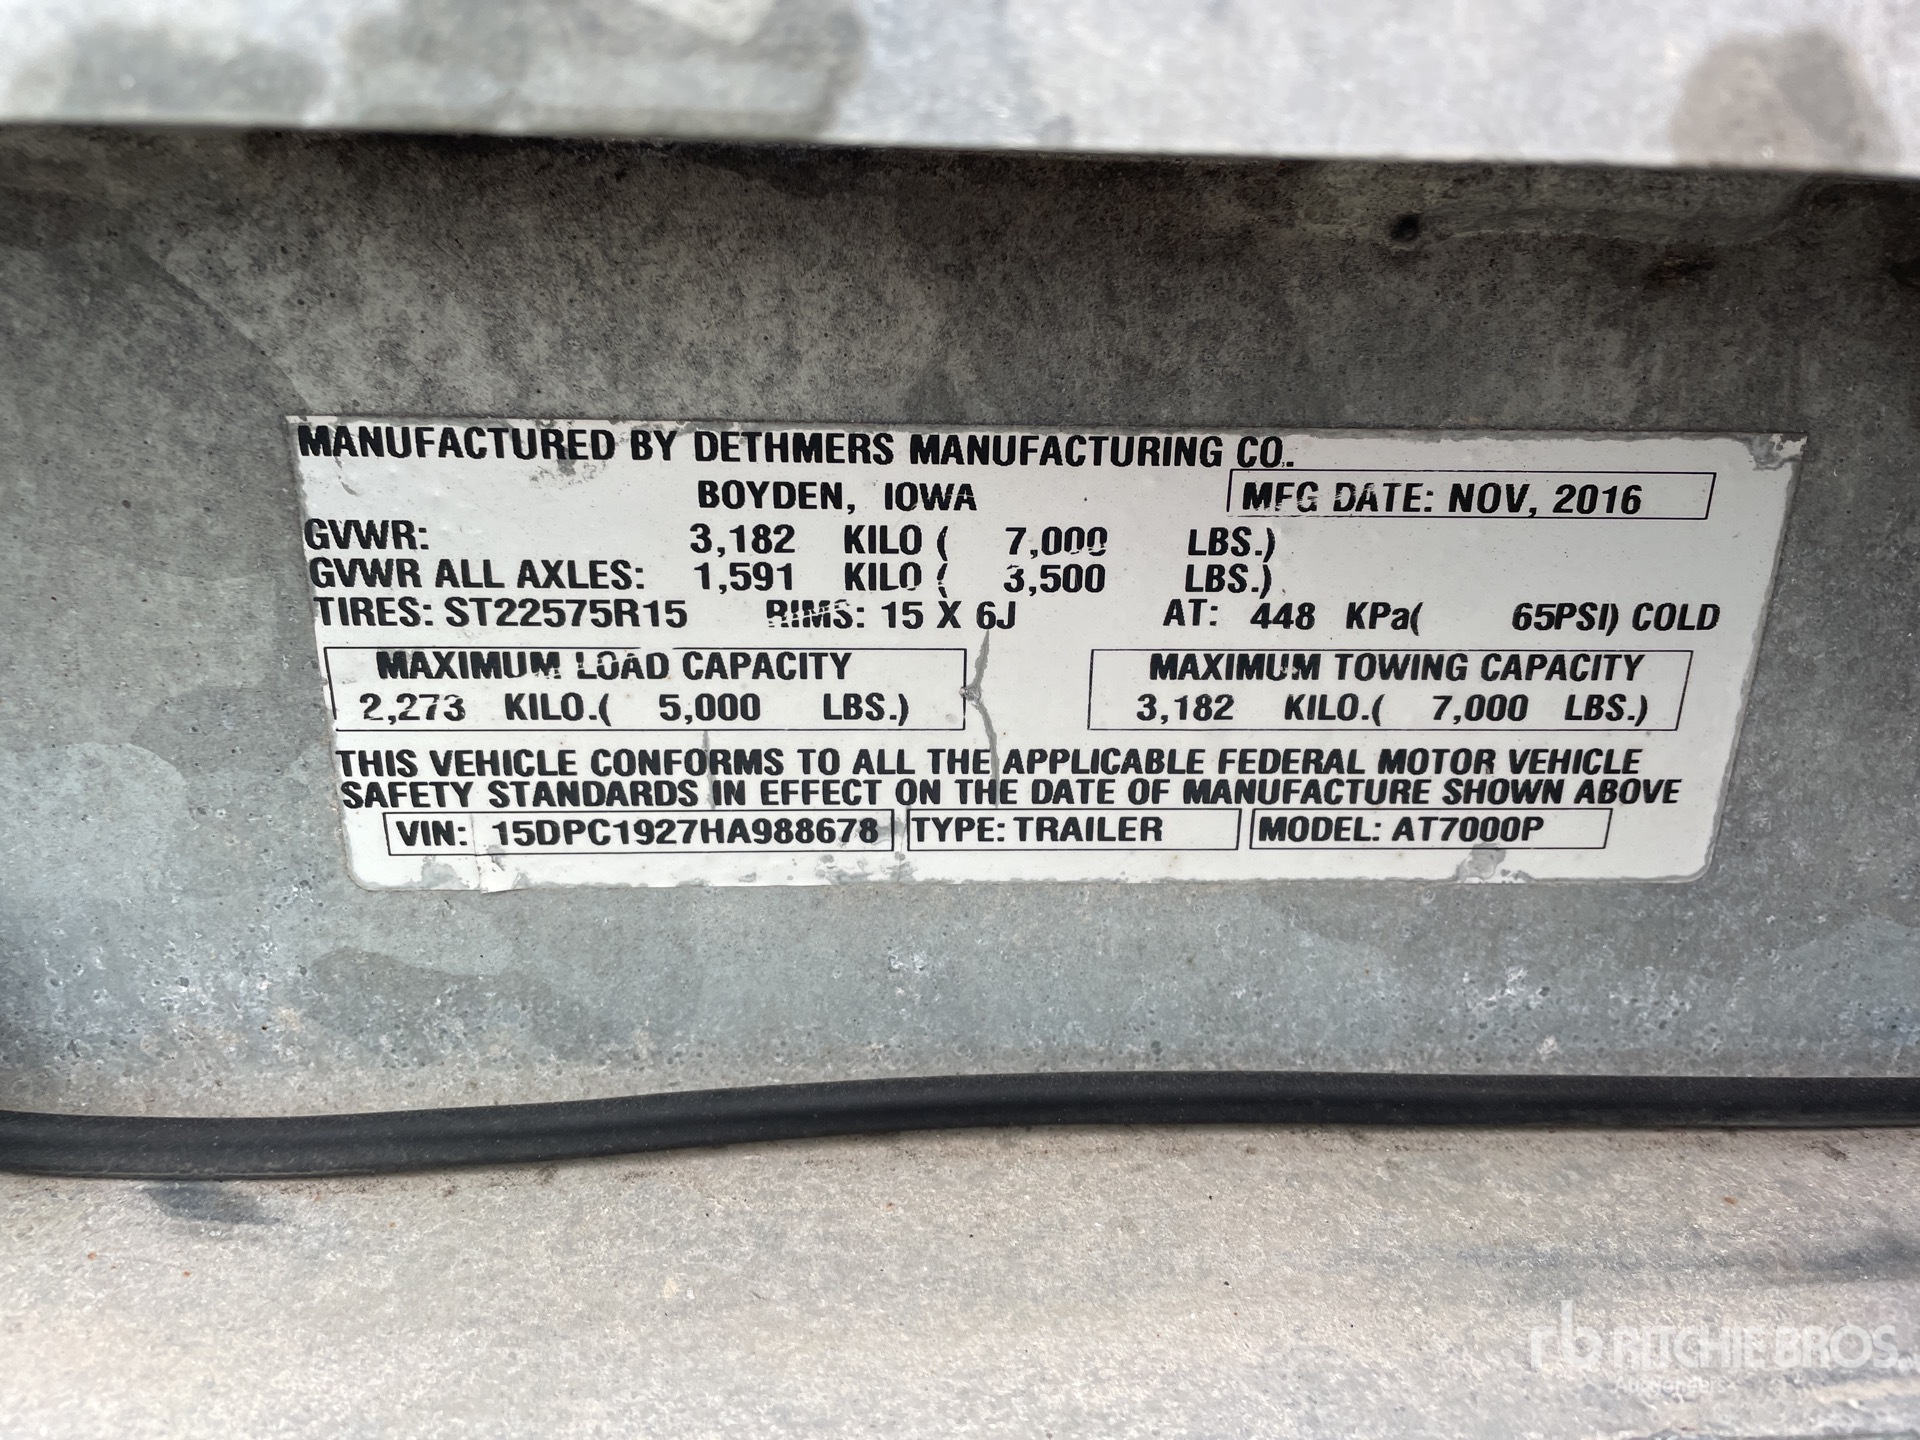 MANUFACTURED BY DETHMERS MANUFACTURING CO.
BOYDEN, IOWA MFG DATE: NOV, 2016
GVWR: 3,182 KILO ( 7,000 LBS.)
GVWR ALL AXLES: 1,591 KILO ( 3,500 LBS.)
TIRES: ST22575R15 RIMS: 15 X 6J AT: 448 KPa( 65PSI) COLD
MAXIMUM LOAD CAPACITY MAXIMUM TOWING CAPACITY
2,273 KILO.( 5,000 LBS.) 3,182 KILO.( 7,000 LBS.)
THIS VEHICLE CONFORMS TO ALL THE APPLICABLE FEDERAL MOTOR VEHICLE
SAFETY STANDARDS IN EFFECT ON THE DATE OF MANUFACTURE SHOWN ABOVE
VIN: 15DPC1927HA988678 TYPE: TRAILER MODEL: AT7000P
rb RITCHIE BROS.
Auctioneers